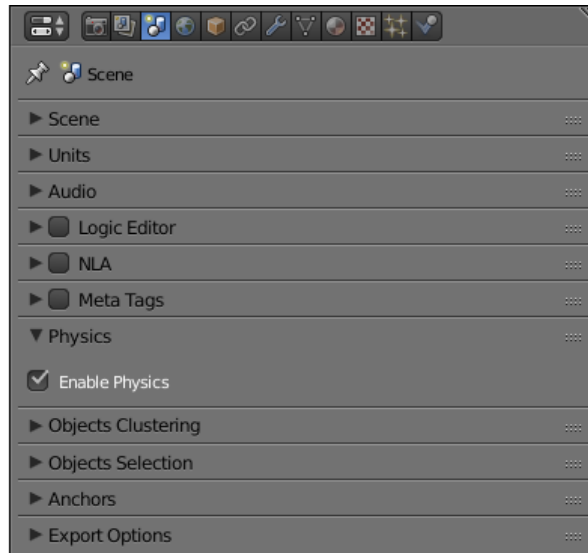 Scene
Scene
Units
Audio
Logic Editor
NLA
Meta Tags
Physics
Enable Physics
Objects Clustering
Objects Selection
Anchors
Export Options